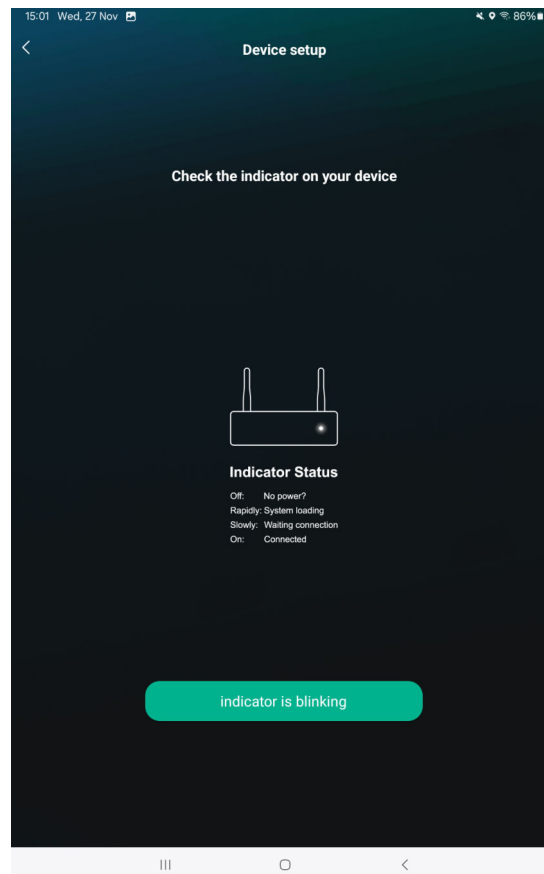 15:01 Wed, 27 Nov
86%
Device setup
Check the indicator on your device
Indicator Status
Off: No power?
Rapidly: System loading
Slowly: Waiting connection
On: Connected
indicator is blinking